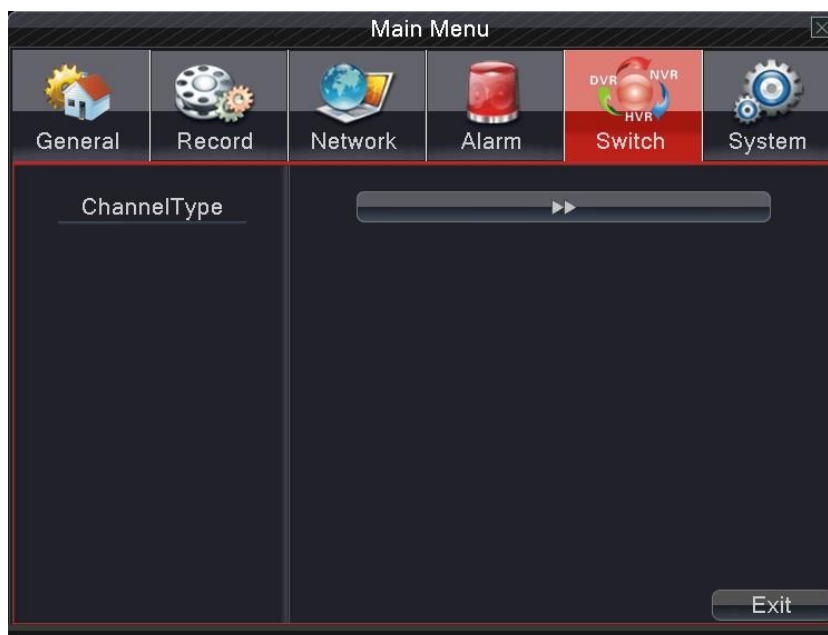 Main Menu
DVR NVR
HVR
General Record Network Alarm Switch System
ChannelType
Exit